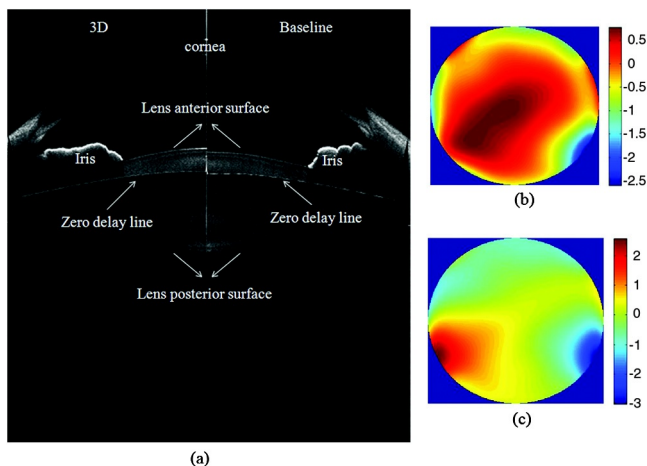 3D
Baseline
cornea
Lens anterior surface
Iris
Iris
Zero delay line
Zero delay line
Lens posterior surface
(a)
0.5
0
-0.5
-1
-1.5
-2
-2.5
(b)
2
1
0
-1
-2
-3
(c)